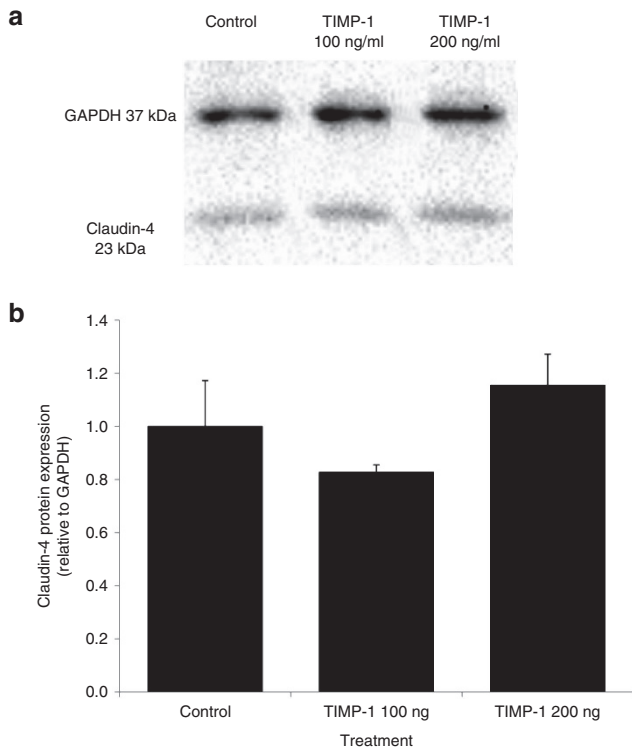 a
Control
TIMP-1
100 ng/ml
TIMP-1
200 ng/ml
GAPDH 37 kDa
Claudin-4
23 kDa
b
Claudin-4 protein expression
(relative to GAPDH)
1.4
1.2
1.0
0.8
0.6
0.4
0.2
0.0
Control
TIMP-1 100 ng
TIMP-1 200 ng
Treatment